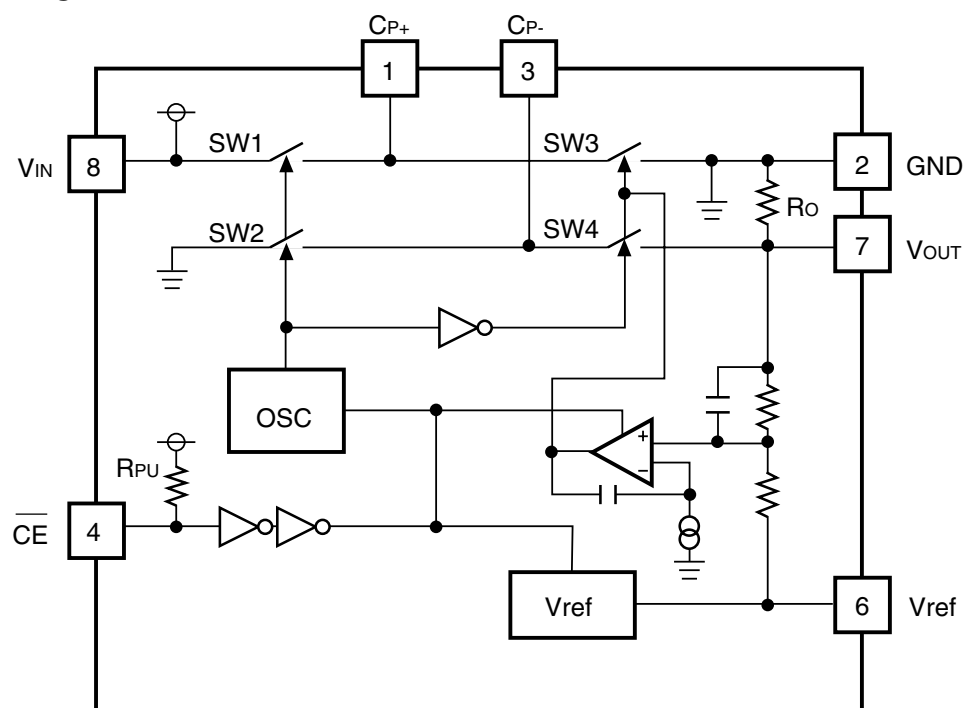 CP+
CP-
1
3
VIN
8
SW1
SW3
2
GND
RO
SW2
SW4
7
VOUT
OSC
+
−
RPU
CE
4
Vref
6
Vref